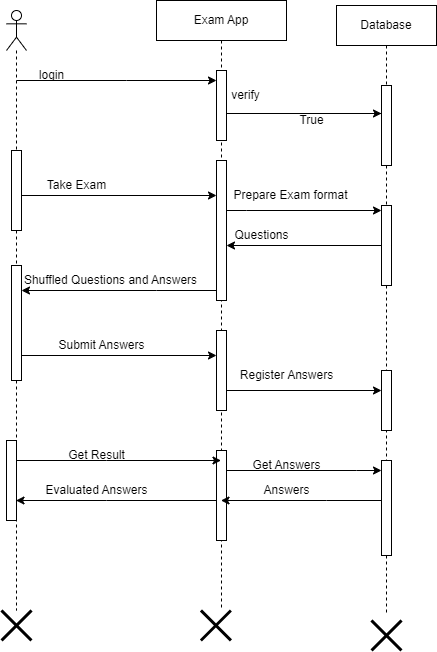 Exam App
Database
login
verify
True
Take Exam
Prepare Exam format
Questions
Shuffled Questions and Answers
Submit Answers
Register Answers
Get Result
Get Answers
Evaluated Answers
Answers